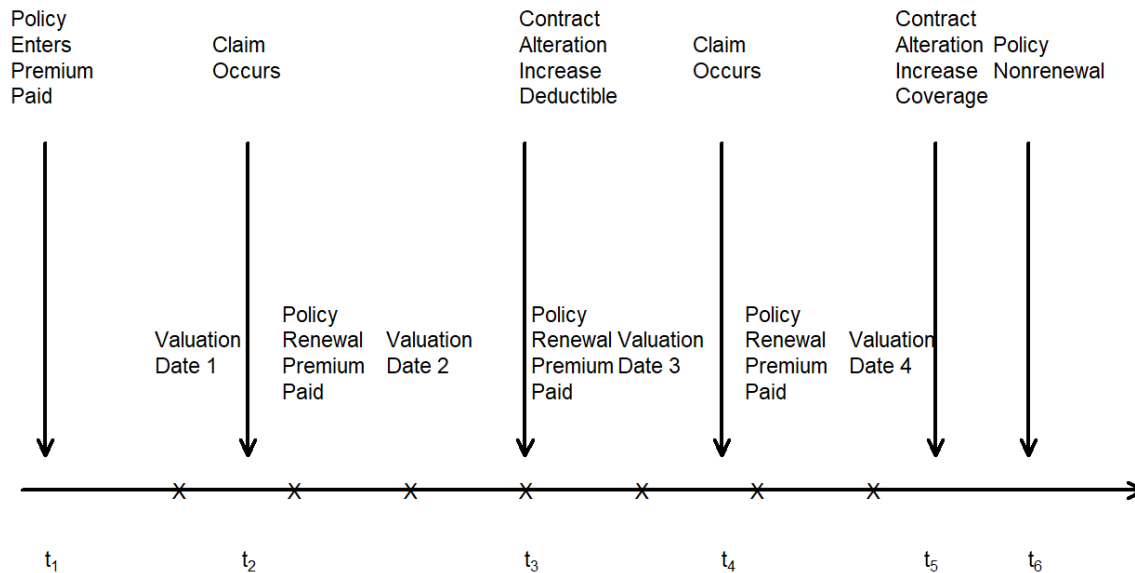 Policy
Enters
Premium
Paid
Claim
Occurs
Contract
Alteration
Increase
Deductible
Claim
Occurs
Contract
Alteration
Increase
Coverage
Policy
Nonrenewal
Valuation
Date 1
Policy
Renewal
Premium
Paid
Valuation
Date 2
Policy
Renewal
Premium
Paid
Valuation
Date 3
Policy
Renewal
Premium
Paid
Valuation
Date 4
X X X X X X X
t1 t2 t3 t4 t5 t6